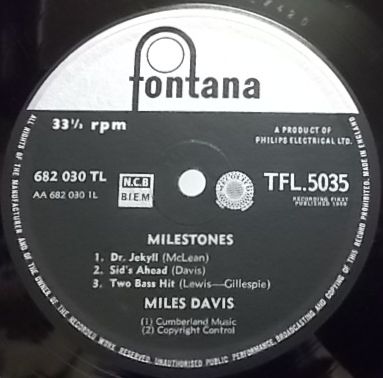 fontana
33⅓ rpm
A PRODUCT OF
PHILIPS ELECTRICAL LTD.
682 030 TL
AA 682 030 1L
N.C.B
B.I.E.M
TFL.5035
RECORDING FIRST
MILESTONES
1. Dr. Jekyll (McLean)
2. Sid's Ahead (Davis)
3. Two Bass Hit (Lewis—Gillespie)
MILES DAVIS
(1) Cumberland Music
(2) Copyright Control
ALL RIGHTS OF THE MANUFACTURER AND OF THE OWNER OF THE RECORDED WORK RESERVED. UNAUTHORISED PUBLIC PERFORMANCE, BROADCASTING AND COPYING OF THIS RECORD PROHIBITED. MADE IN ENGLAND